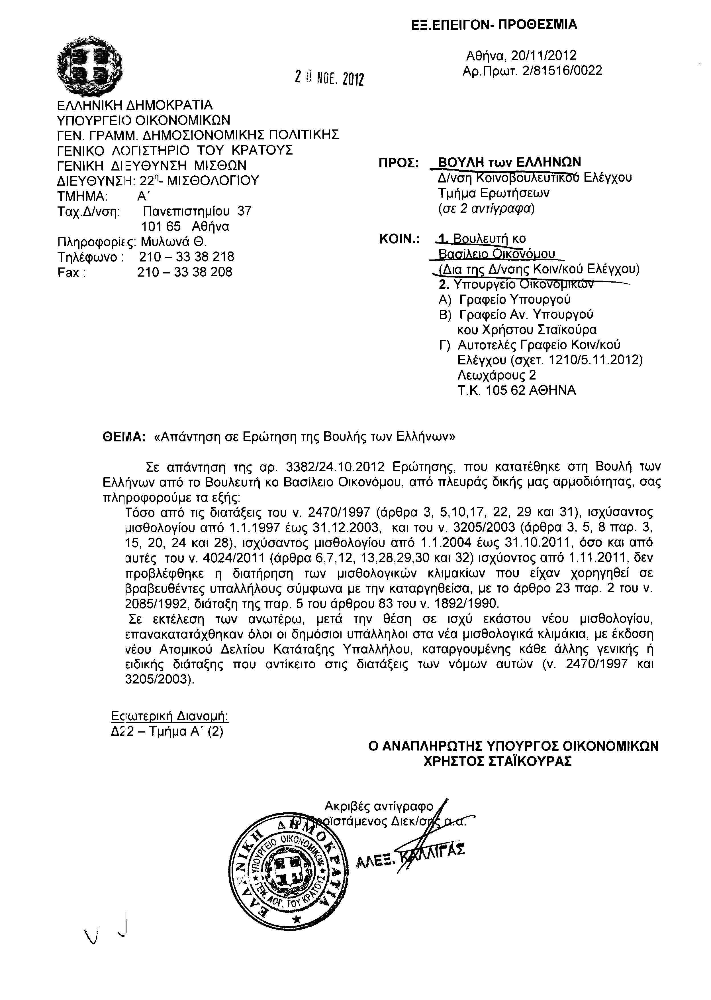 ΕΞ.ΕΠΕΙΓΟΝ- ΠΡΟΘΕΣΜΙΑ
Αθήνα, 20/11/2012
Αρ.Πρωτ. 2/81516/0022
20 ΝΟΕ. 2012
ΕΛΛΗΝΙΚΗ ΔΗΜΟΚΡΑΤΙΑ
ΥΠΟΥΡΓΕΙΟ ΟΙΚΟΝΟΜΙΚΩΝ
ΓΕΝ. ΓΡΑΜΜ. ΔΗΜΟΣΙΟΝΟΜΙΚΗΣ ΠΟΛΙΤΙΚΗΣ
ΓΕΝΙΚΟ ΛΟΓΙΣΤΗΡΙΟ ΤΟΥ ΚΡΑΤΟΥΣ
ΓΕΝΙΚΗ ΔΙΕΥΘΥΝΣΗ ΜΙΣΘΩΝ
ΔΙΕΥΘΥΝΣΗ: 22η- ΜΙΣΘΟΛΟΓΙΟΥ
ΤΜΗΜΑ: Α΄
Ταχ.Δ/νση: Πανεπιστημίου 37
101 65 Αθήνα
Πληροφορίες: Μυλωνά Θ.
Τηλέφωνο : 210 – 33 38 218
Fax : 210 – 33 38 208
ΠΡΟΣ: ΒΟΥΛΗ των ΕΛΛΗΝΩΝ
Δ/νση Κοινοβουλευτικού Ελέγχου
Τμήμα Ερωτήσεων
(σε 2 αντίγραφα)
ΚΟΙΝ.: 1. Βουλευτή κο
Βασίλειο Οικονόμου
(Δια της Δ/νσης Κοιν/κού Ελέγχου)
2. Υπουργείο Οικονομικών
Α) Γραφείο Υπουργού
Β) Γραφείο Αν. Υπουργού
κου Χρήστου Σταϊκούρα
Γ) Αυτοτελές Γραφείο Κοιν/κού
Ελέγχου (σχετ. 1210/5.11.2012)
Λεωχάρους 2
Τ.Κ. 105 62 ΑΘΗΝΑ
ΘΕΜΑ: «Απάντηση σε Ερώτηση της Βουλής των Ελλήνων»
Σε απάντηση της αρ. 3382/24.10.2012 Ερώτησης, που κατατέθηκε στη Βουλή των
Ελλήνων από το Βουλευτή κο Βασίλειο Οικονόμου, από πλευράς δικής μας αρμοδιότητας, σας
πληροφορούμε τα εξής:
Τόσο από τις διατάξεις του ν. 2470/1997 (άρθρα 3, 5,10,17, 22, 29 και 31), ισχύσαντος
μισθολογίου από 1.1.1997 έως 31.12.2003, και του ν. 3205/2003 (άρθρα 3, 5, 8 παρ. 3,
15, 20, 24 και 28), ισχύσαντος μισθολογίου από 1.1.2004 έως 31.10.2011, όσο και από
αυτές του ν. 4024/2011 (άρθρα 6,7,12, 13,28,29,30 και 32) ισχύοντος από 1.11.2011, δεν
προβλέφθηκε η διατήρηση των μισθολογικών κλιμακίων που είχαν χορηγηθεί σε
βραβευθέντες υπαλλήλους σύμφωνα με την καταργηθείσα, με το άρθρο 23 παρ. 2 του ν.
2085/1992, διάταξη της παρ. 5 του άρθρου 83 του ν. 1892/1990.
Σε εκτέλεση των ανωτέρω, μετά την θέση σε ισχύ εκάστου νέου μισθολογίου,
επανακατατάχθηκαν όλοι οι δημόσιοι υπάλληλοι στα νέα μισθολογικά κλιμάκια, με έκδοση
νέου Ατομικού Δελτίου Κατάταξης Υπαλλήλου, καταργουμένης κάθε άλλης γενικής ή
ειδικής διάταξης που αντίκειτο στις διατάξεις των νόμων αυτών (ν. 2470/1997 και
3205/2003).
Εσωτερική Διανομή:
Δ22 – Τμήμα Α΄ (2)
Ο ΑΝΑΠΛΗΡΩΤΗΣ ΥΠΟΥΡΓΟΣ ΟΙΚΟΝΟΜΙΚΩΝ
ΧΡΗΣΤΟΣ ΣΤΑΪΚΟΥΡΑΣ
Ακριβές αντίγραφο
Ο Προϊστάμενος Διεκ/σης α.α.
ΑΛΕΞ. ΚΑΛΛΙΓΑΣ
ΕΛΛΗΝΙΚΗ ΔΗΜΟΚΡΑΤΙΑ
ΥΠΟΥΡΓΕΙΟ ΟΙΚΟΝΟΜΙΚΩΝ
ΓΕΝ. ΛΟΓ. ΤΟΥ ΚΡΑΤΟΥΣ